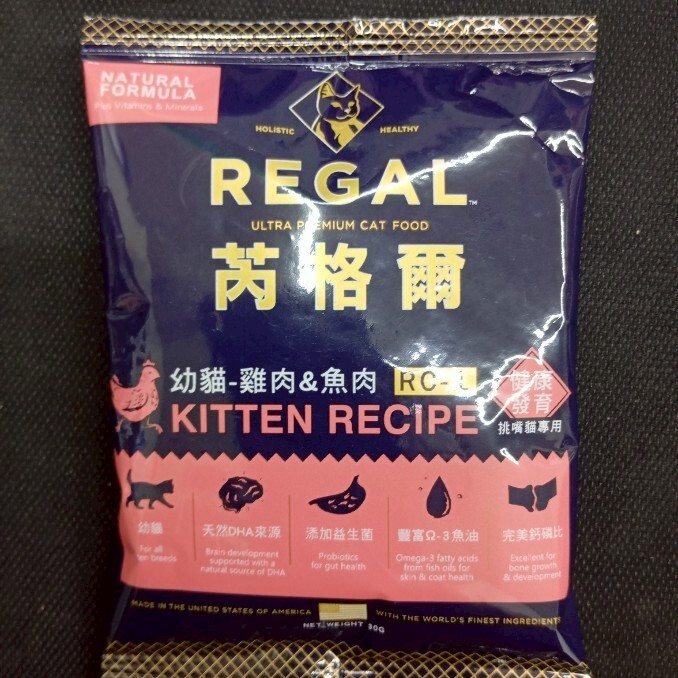 NATURAL
FORMULA
Plus Vitamins & Minerals
HOLISTIC HEALTHY
REGAL™
ULTRA PREMIUM CAT FOOD
芮格爾
幼貓-雞肉&魚肉
KITTEN RECIPE
健康
發育
挑嘴貓專用
幼貓
For all
breeds
天然DHA來源
Brain development
supported with a
natural source of DHA
添加益生菌
Probiotics
for gut health
豐富Ω-3魚油
Omega-3 fatty acids
from fish oils for
skin & coat health
完美鈣磷比
Excellent for
bone growth
& development
MADE IN THE UNITED STATES OF AMERICA WITH THE WORLD'S FINEST INGREDIENTS
NET WEIGHT 30G